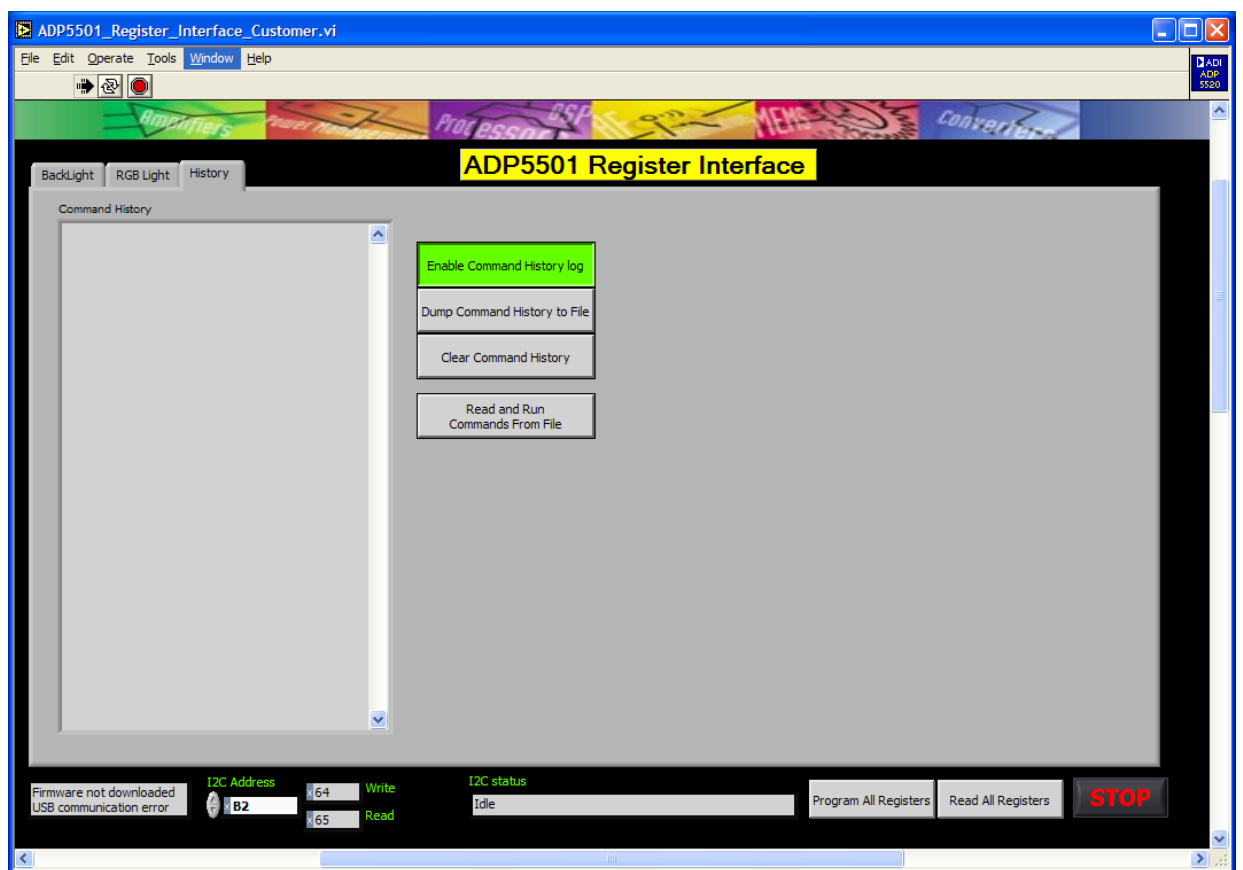 ADP5501_Register_Interface_Customer.vi
File Edit Operate Tools Window Help
ADI
ADP
5520
Amplifiers Power Management Processors DSP MEMS Converters
ADP5501 Register Interface
BackLight RGB Light History
Command History
Enable Command History log
Dump Command History to File
Clear Command History
Read and Run
Commands From File
Firmware not downloaded
USB communication error
I2C Address
x B2
x 64 Write
x 65 Read
I2C status
Idle
Program All Registers
Read All Registers
STOP